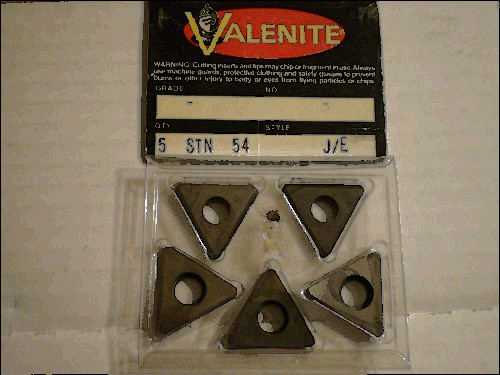 VALENITE
WARNING: Cutting inserts and tips may chip or fragment in use. Always
use machine guards, protective clothing and safety glasses to prevent
burns or other injury to body or eyes from flying particles or chips.
GRADE NO.
- -
QTY. STYLE
5 STN 54 J/E